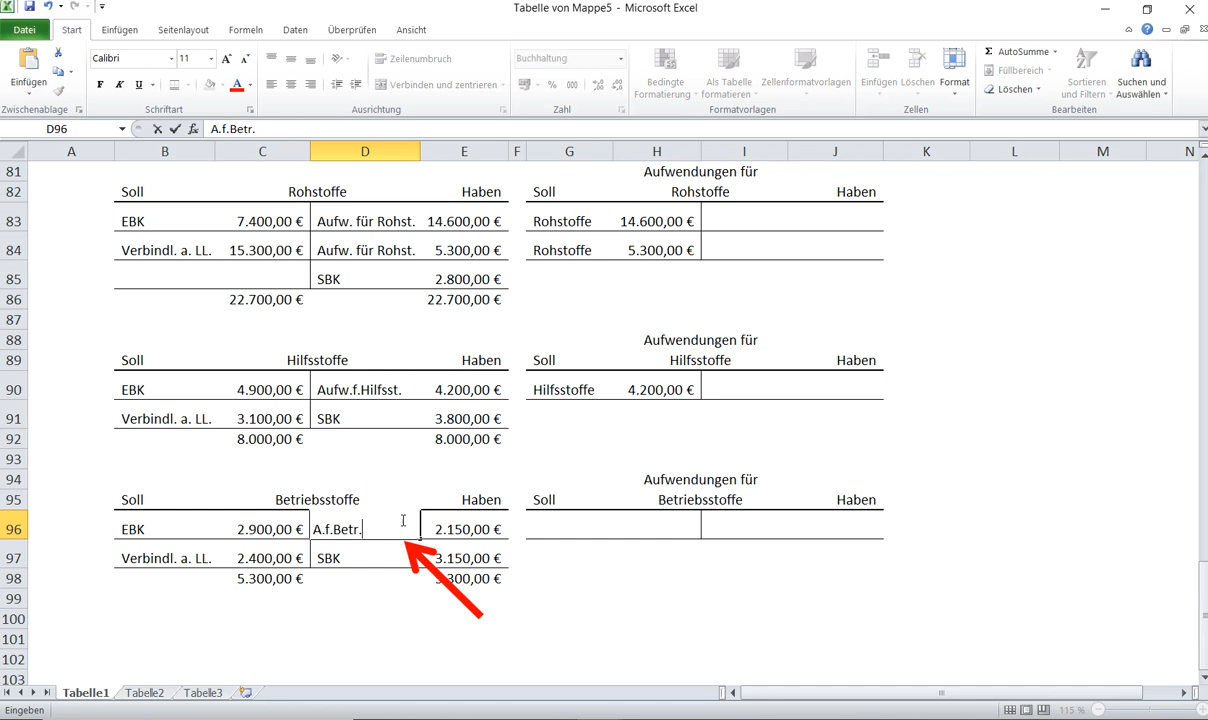 Tabelle von Mappe5 - Microsoft Excel
Datei Start Einfügen Seitenlayout Formeln Daten Überprüfen Ansicht
Einfügen
Zwischenablage
Calibri 11
F K U A
Schriftart
Zeilenumbruch
Verbinden und zentrieren
Ausrichtung
Buchhaltung
% 000
Zahl
Bedingte Formatierung
Als Tabelle formatieren
Zellenformatvorlagen
Formatvorlagen
Einfügen Löschen Format
Zellen
Σ AutoSumme
Füllbereich
Löschen
Sortieren und Filtern
Suchen und Auswählen
Bearbeiten
D96 fx A.f.Betr.
A B C D E F G H I J K L M N
81 Aufwendungen für
82 Soll Rohstoffe Haben Soll Rohstoffe Haben
83 EBK 7.400,00 € Aufw. für Rohst. 14.600,00 € Rohstoffe 14.600,00 €
84 Verbindl. a. LL. 15.300,00 € Aufw. für Rohst. 5.300,00 € Rohstoffe 5.300,00 €
85 SBK 2.800,00 €
86 22.700,00 € 22.700,00 €
87
88 Aufwendungen für
89 Soll Hilfsstoffe Haben Soll Hilfsstoffe Haben
90 EBK 4.900,00 € Aufw.f.Hilfsst. 4.200,00 € Hilfsstoffe 4.200,00 €
91 Verbindl. a. LL. 3.100,00 € SBK 3.800,00 €
92 8.000,00 € 8.000,00 €
93
94 Aufwendungen für
95 Soll Betriebsstoffe Haben Soll Betriebsstoffe Haben
96 EBK 2.900,00 € A.f.Betr. 2.150,00 €
97 Verbindl. a. LL. 2.400,00 € SBK 3.150,00 €
98 5.300,00 € 5.300,00 €
99
100
101
102
103
Tabelle1 Tabelle2 Tabelle3
Eingeben 115 %